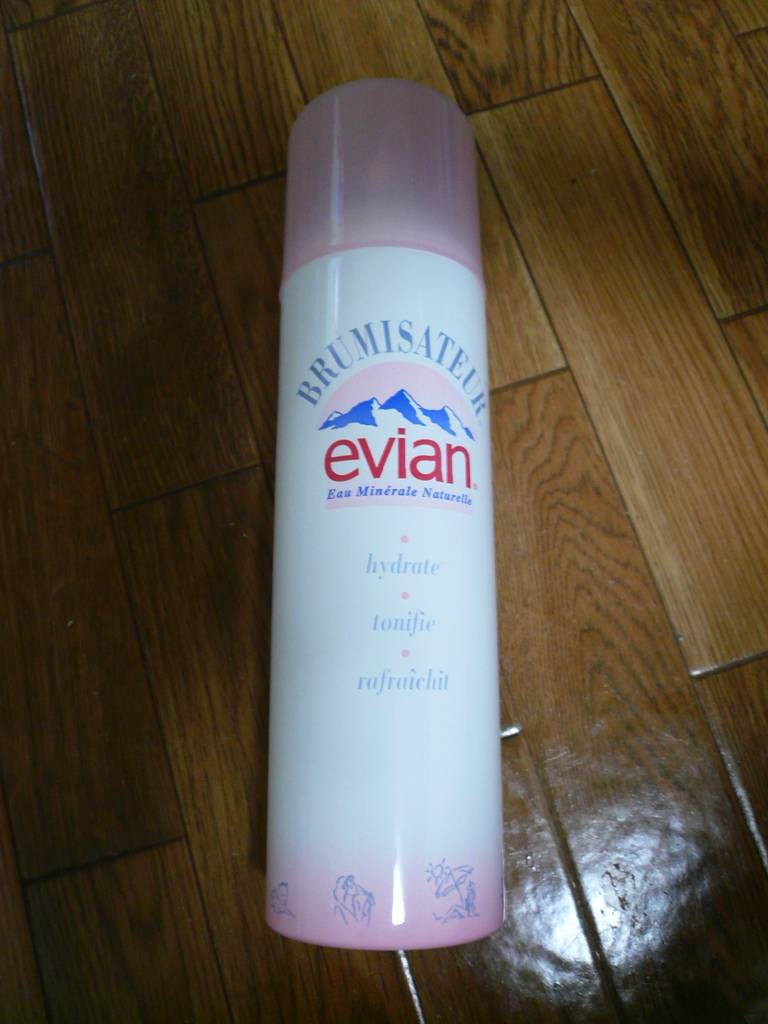 BRUMISATEUR
evian.
Eau Minérale Naturelle
hydrate
tonifie
rafraîchit